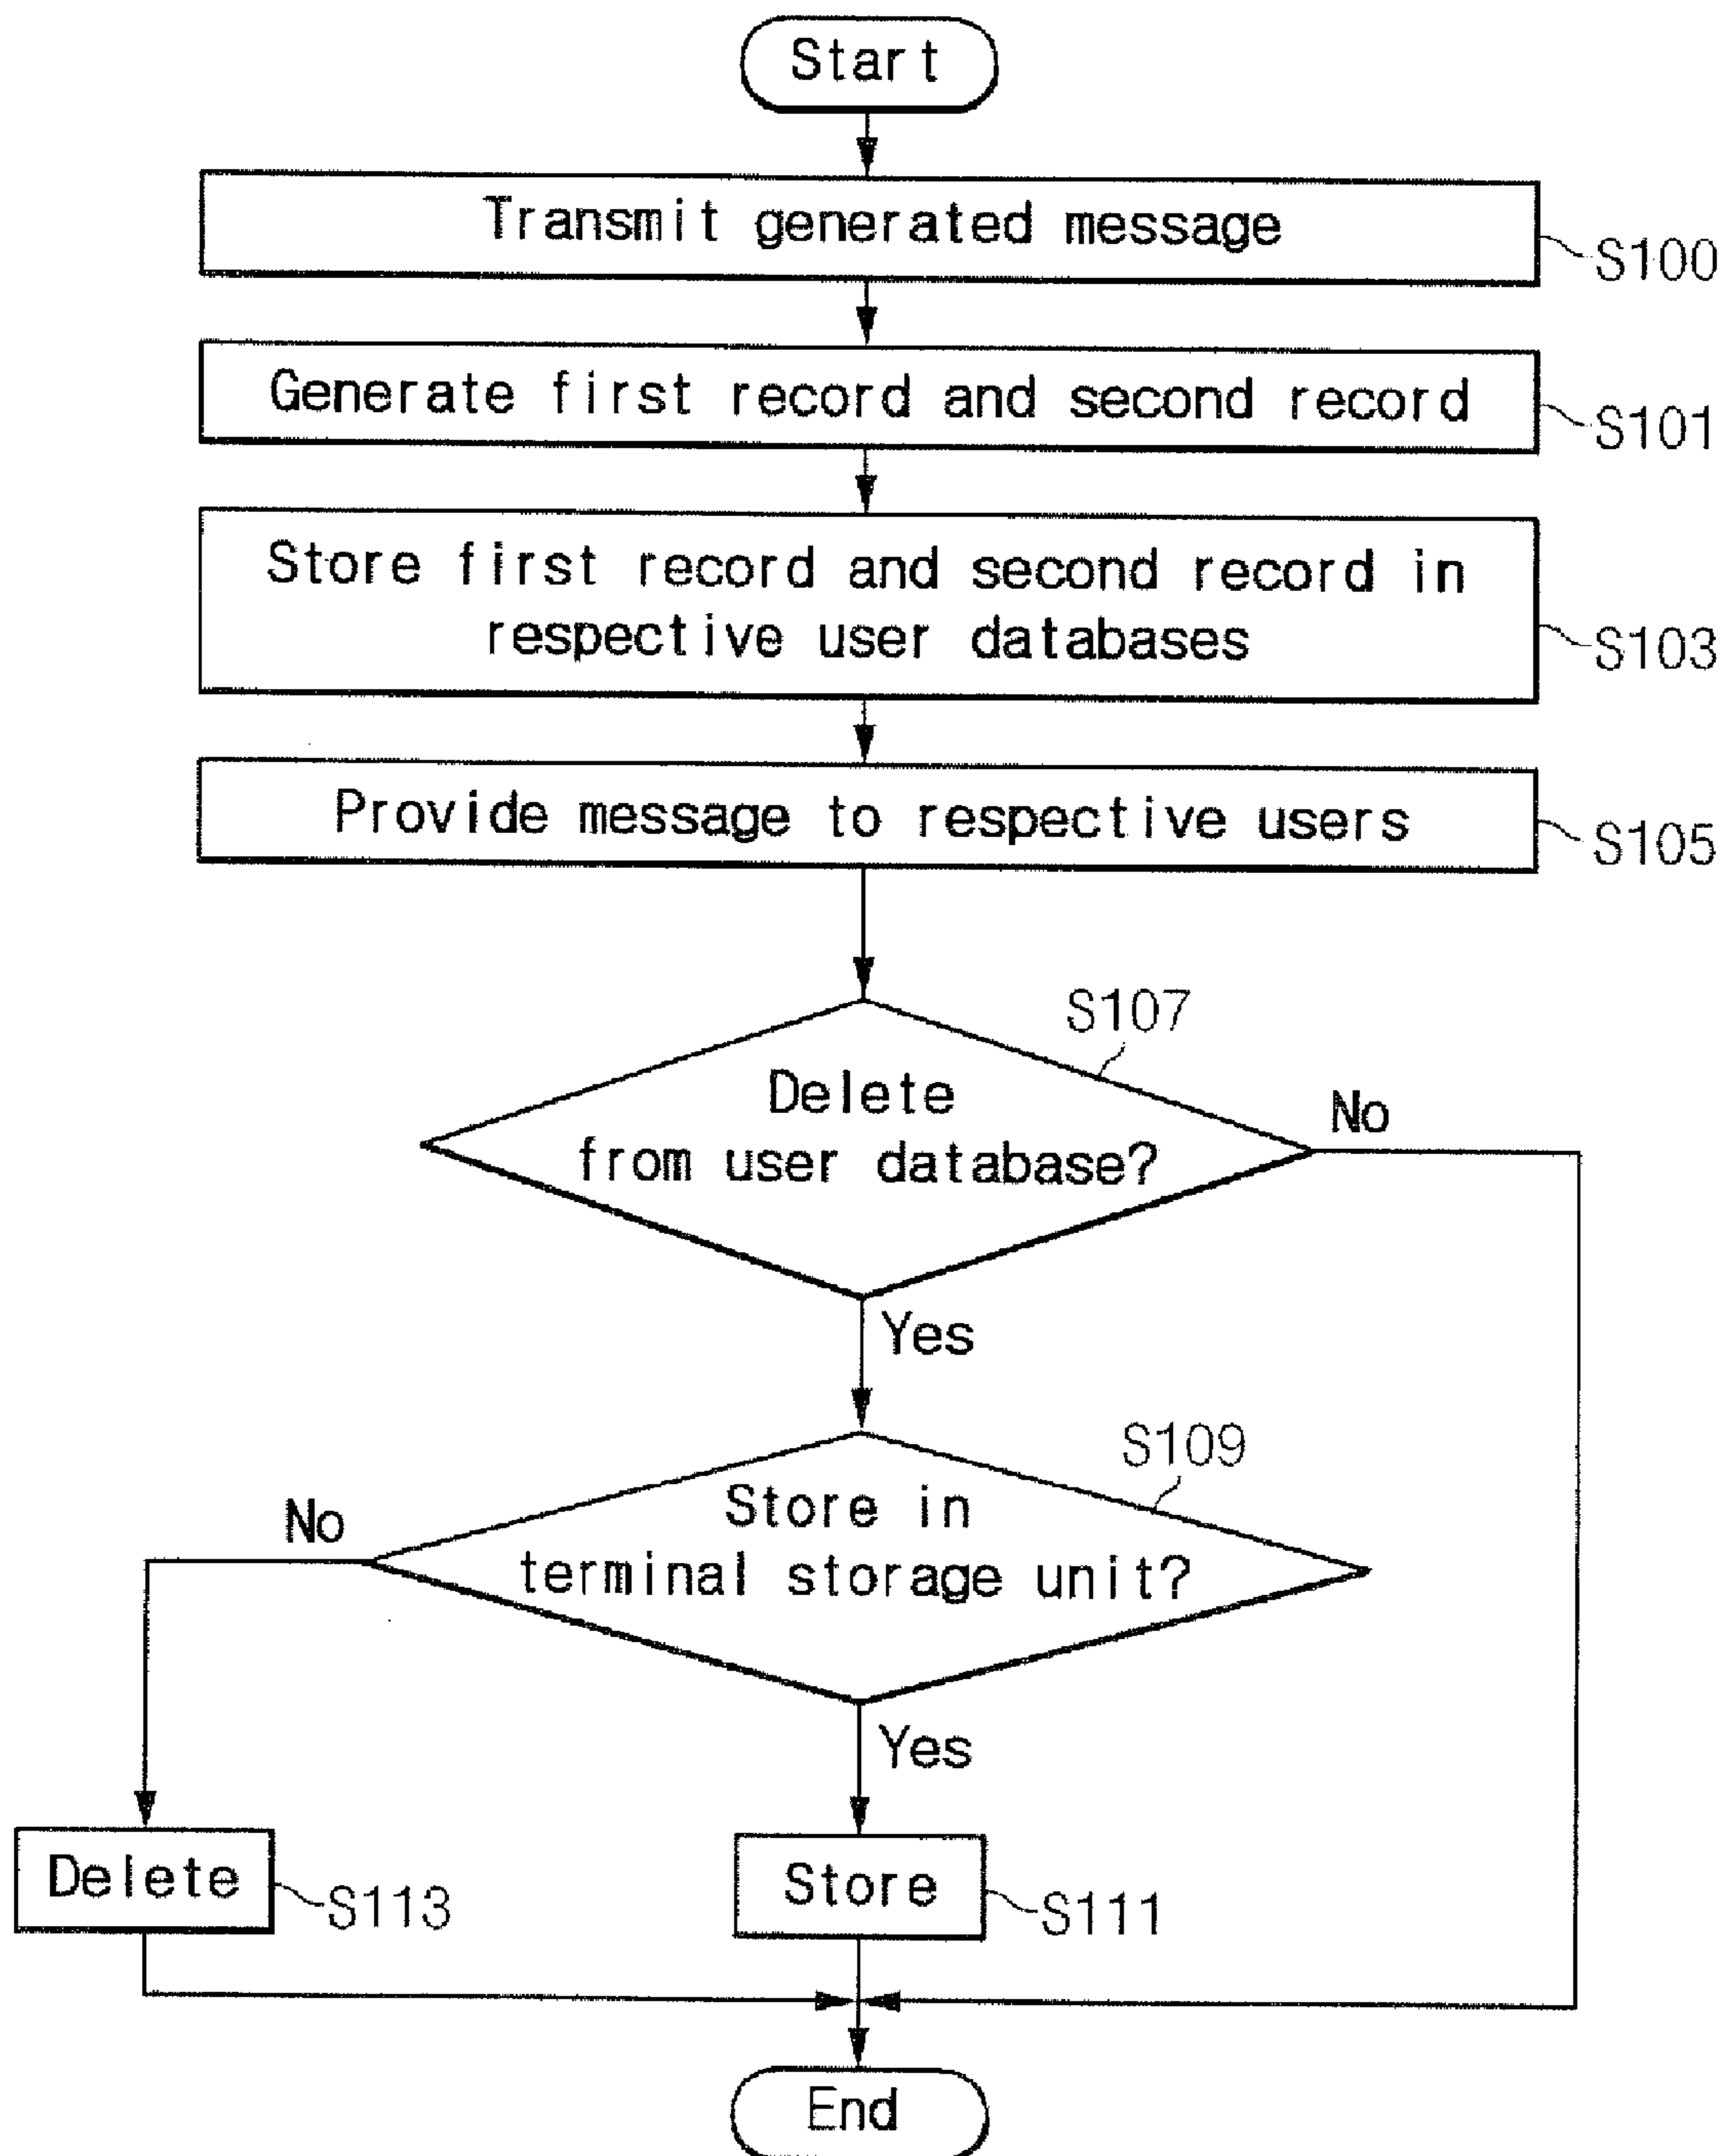 Start
Transmit generated message
S100
Generate first record and second record
S101
Store first record and second record in
respective user databases
S103
Provide message to respective users
S105
S107
Delete
from user database?
No
Yes
S109
Store in
terminal storage unit?
No
Yes
Delete
S113
Store
S111
End